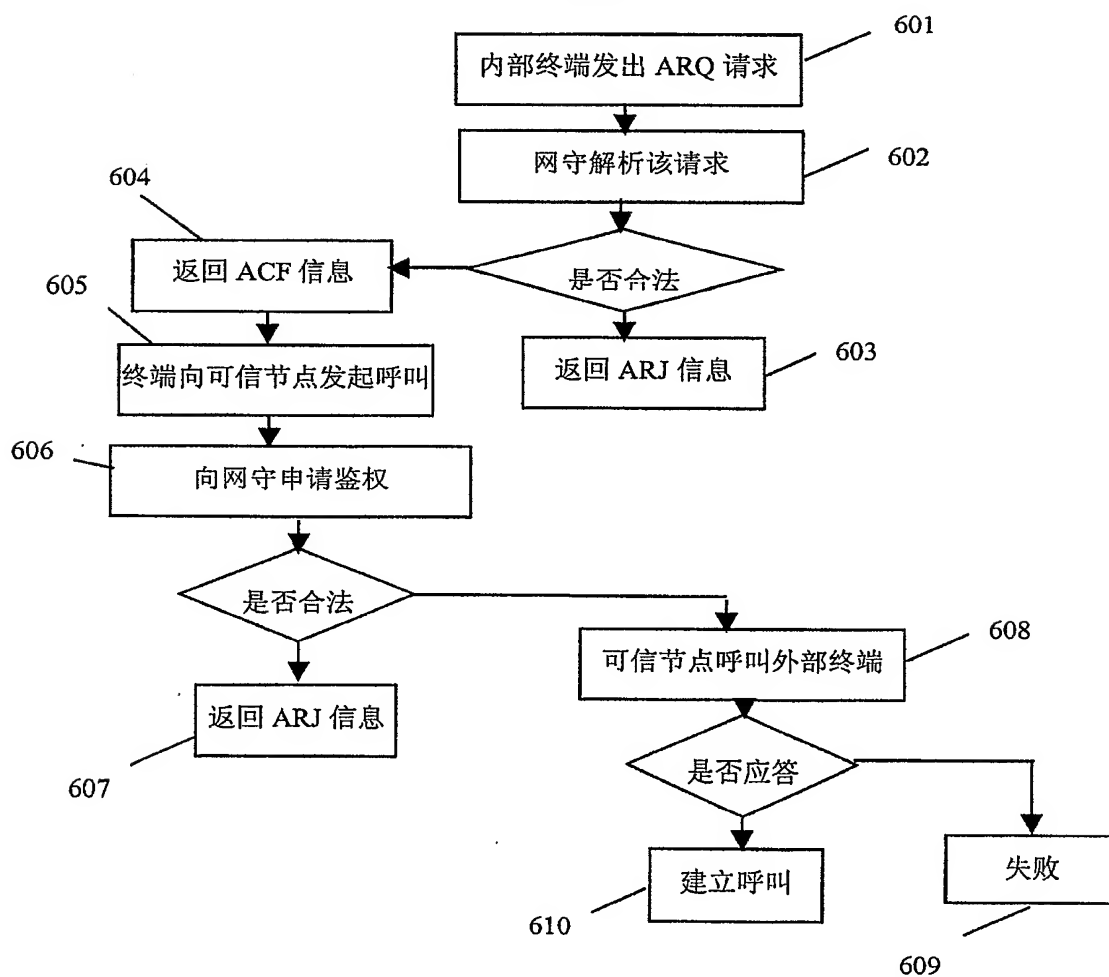 601
内部终端发出 ARQ 请求
网守解析该请求
602
604
返回 ACF 信息
是否合法
605
终端向可信节点发起呼叫
返回 ARJ 信息
603
606
向网守申请鉴权
是否合法
608
可信节点呼叫外部终端
返回 ARJ 信息
607
是否应答
建立呼叫
失败
610
609